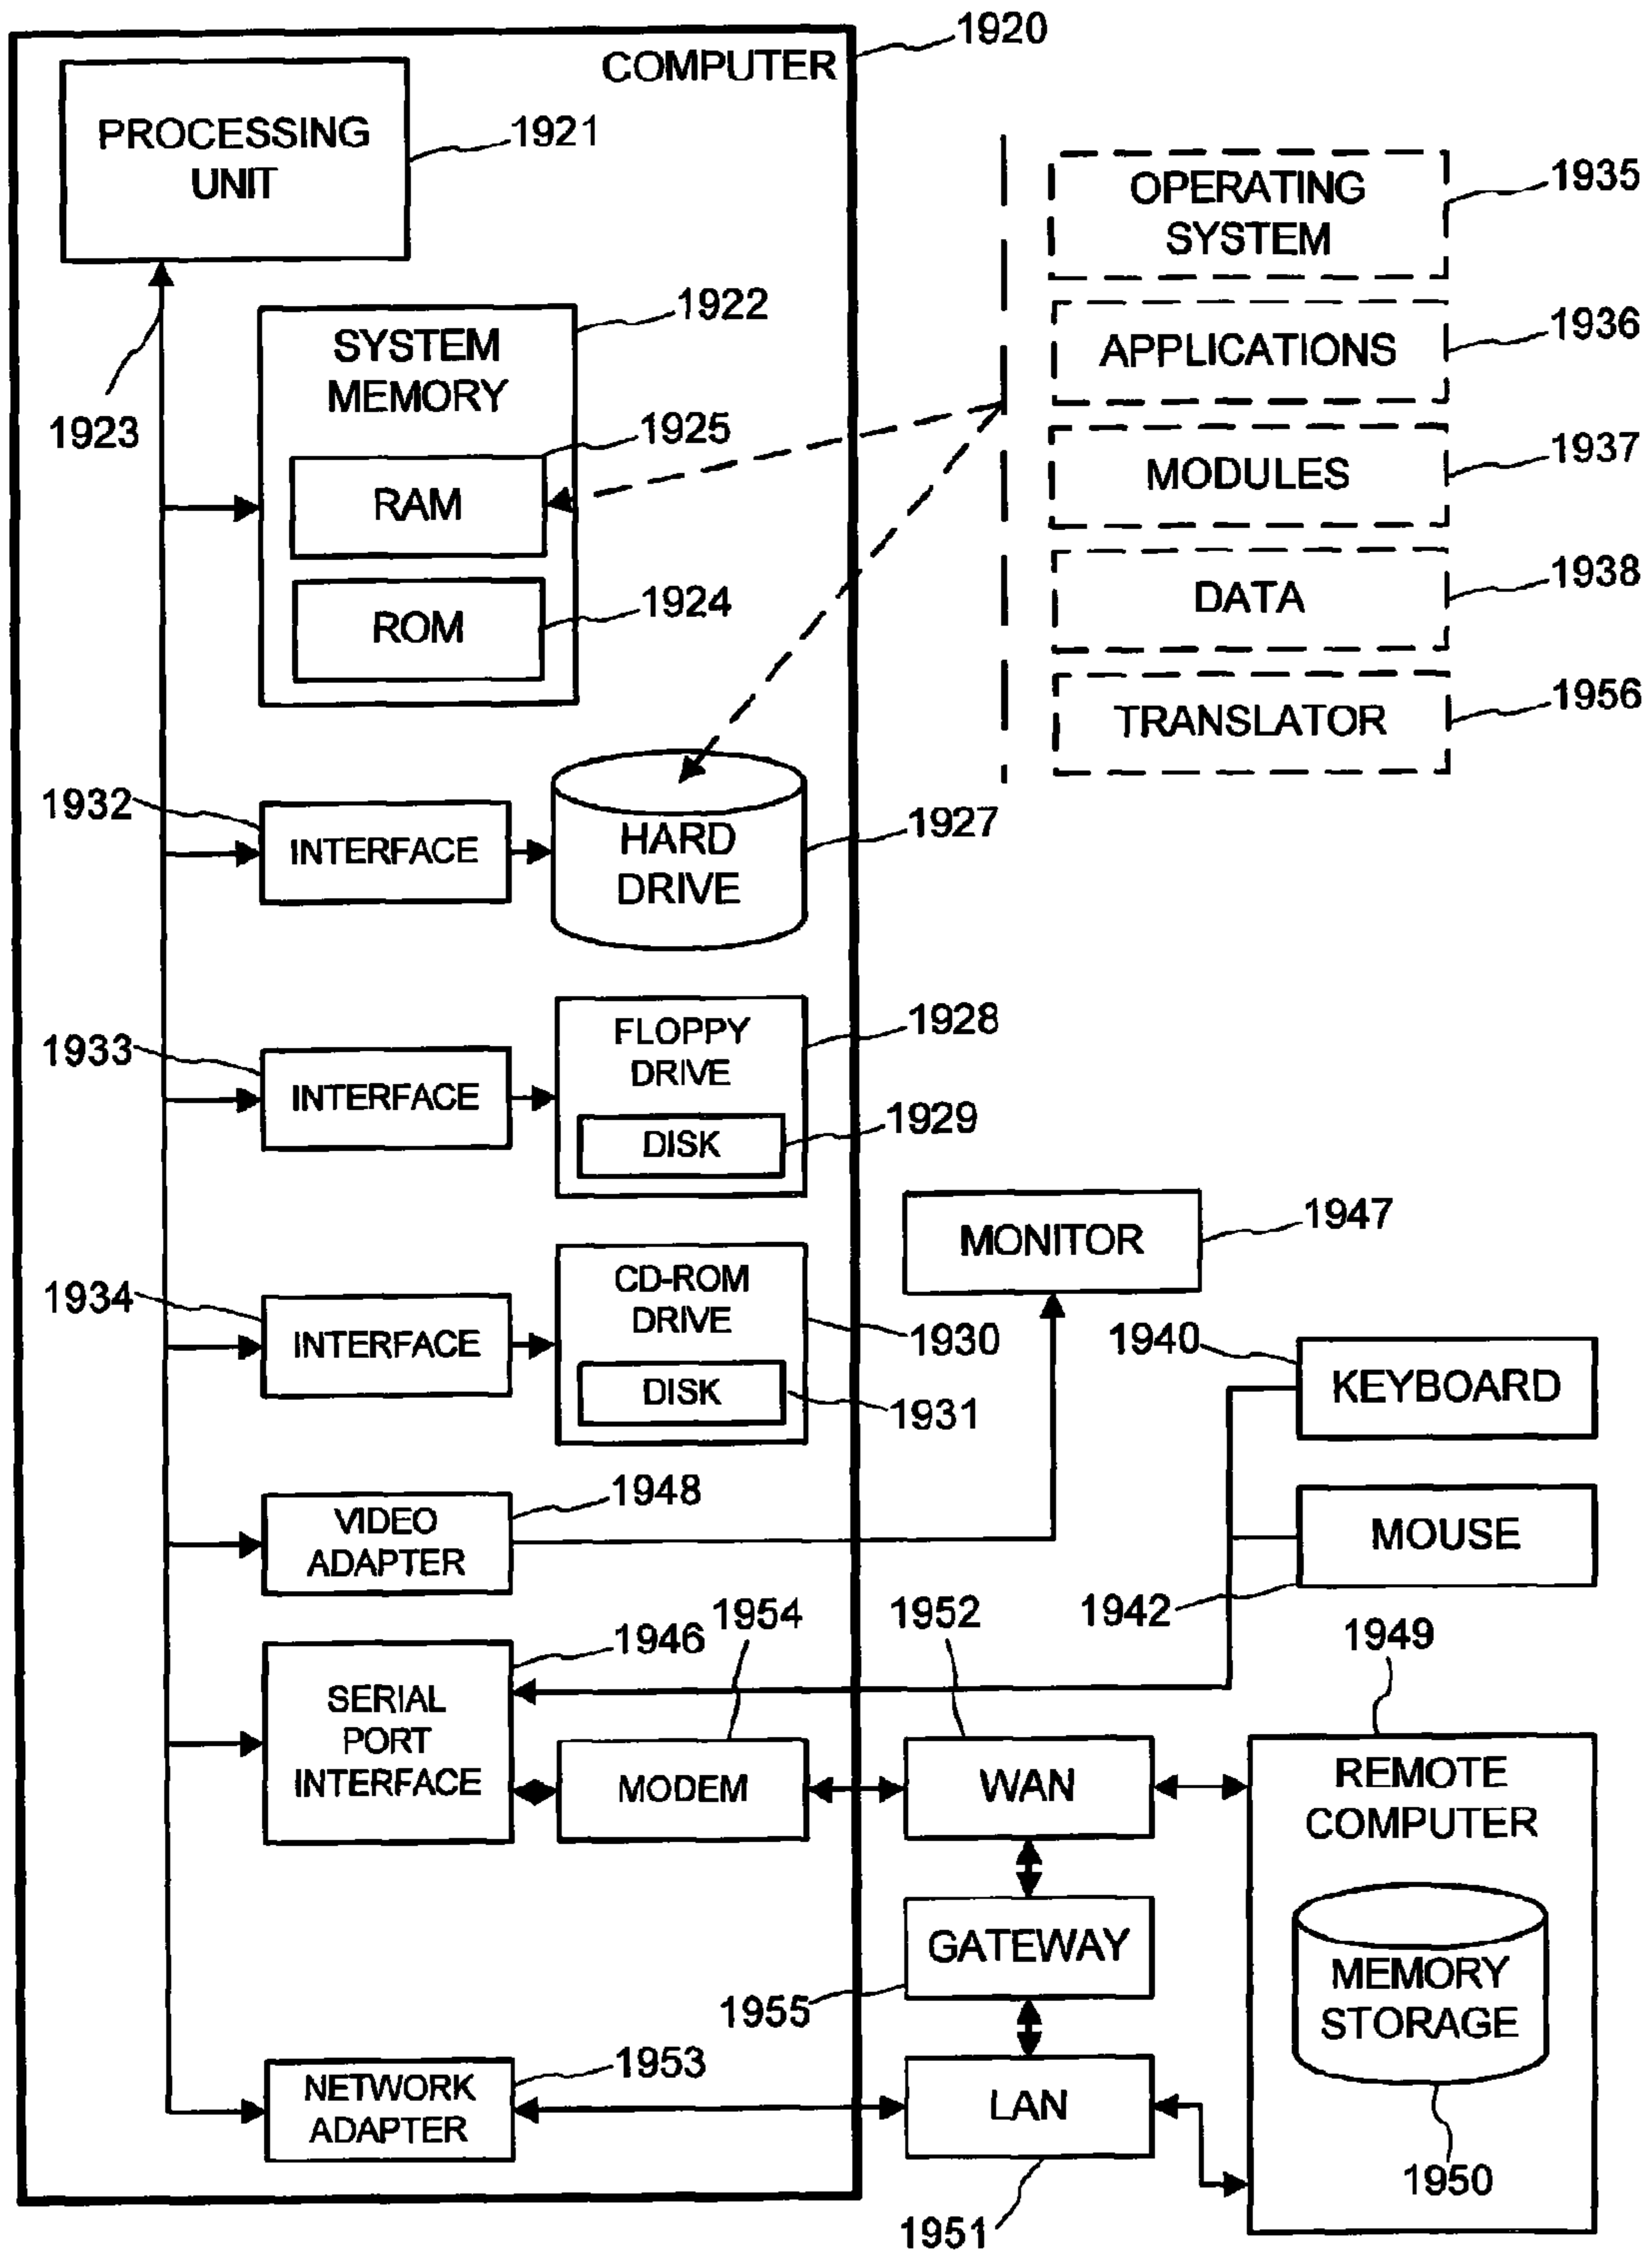 1920
COMPUTER
PROCESSING
UNIT
1921
1923
1922
SYSTEM
MEMORY
1925
RAM
1924
ROM
OPERATING
SYSTEM
1935
APPLICATIONS
1936
MODULES
1937
DATA
1938
TRANSLATOR
1956
1932
INTERFACE
HARD
DRIVE
1927
1933
INTERFACE
FLOPPY
DRIVE
1928
DISK
1929
1934
INTERFACE
CD-ROM
DRIVE
1930
DISK
1931
MONITOR
1947
1940
KEYBOARD
MOUSE
1942
VIDEO
ADAPTER
1948
1946
SERIAL
PORT
INTERFACE
1954
MODEM
1952
WAN
1949
REMOTE
COMPUTER
GATEWAY
1955
MEMORY
STORAGE
1950
1953
NETWORK
ADAPTER
LAN
1951